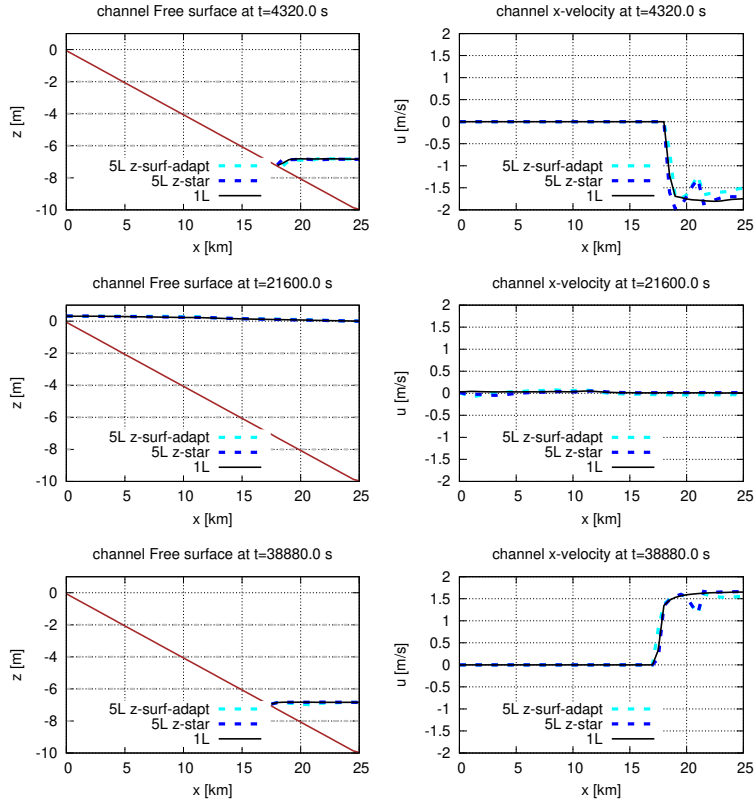 channel Free surface at t=4320.0 s
z [m]
0
-2
-4
-6
-8
-10
5L z-surf-adapt
5L z-star
1L
0 5 10 15 20 25
x [km]
channel x-velocity at t=4320.0 s
u [m/s]
2
1.5
1
0.5
0
-0.5
-1
-1.5
-2
5L z-surf-adapt
5L z-star
1L
0 5 10 15 20 25
x [km]
channel Free surface at t=21600.0 s
z [m]
0
-2
-4
-6
-8
-10
5L z-surf-adapt
5L z-star
1L
0 5 10 15 20 25
x [km]
channel x-velocity at t=21600.0 s
u [m/s]
2
1.5
1
0.5
0
-0.5
-1
-1.5
-2
5L z-surf-adapt
5L z-star
1L
0 5 10 15 20 25
x [km]
channel Free surface at t=38880.0 s
z [m]
0
-2
-4
-6
-8
-10
5L z-surf-adapt
5L z-star
1L
0 5 10 15 20 25
x [km]
channel x-velocity at t=38880.0 s
u [m/s]
2
1.5
1
0.5
0
-0.5
-1
-1.5
-2
5L z-surf-adapt
5L z-star
1L
0 5 10 15 20 25
x [km]